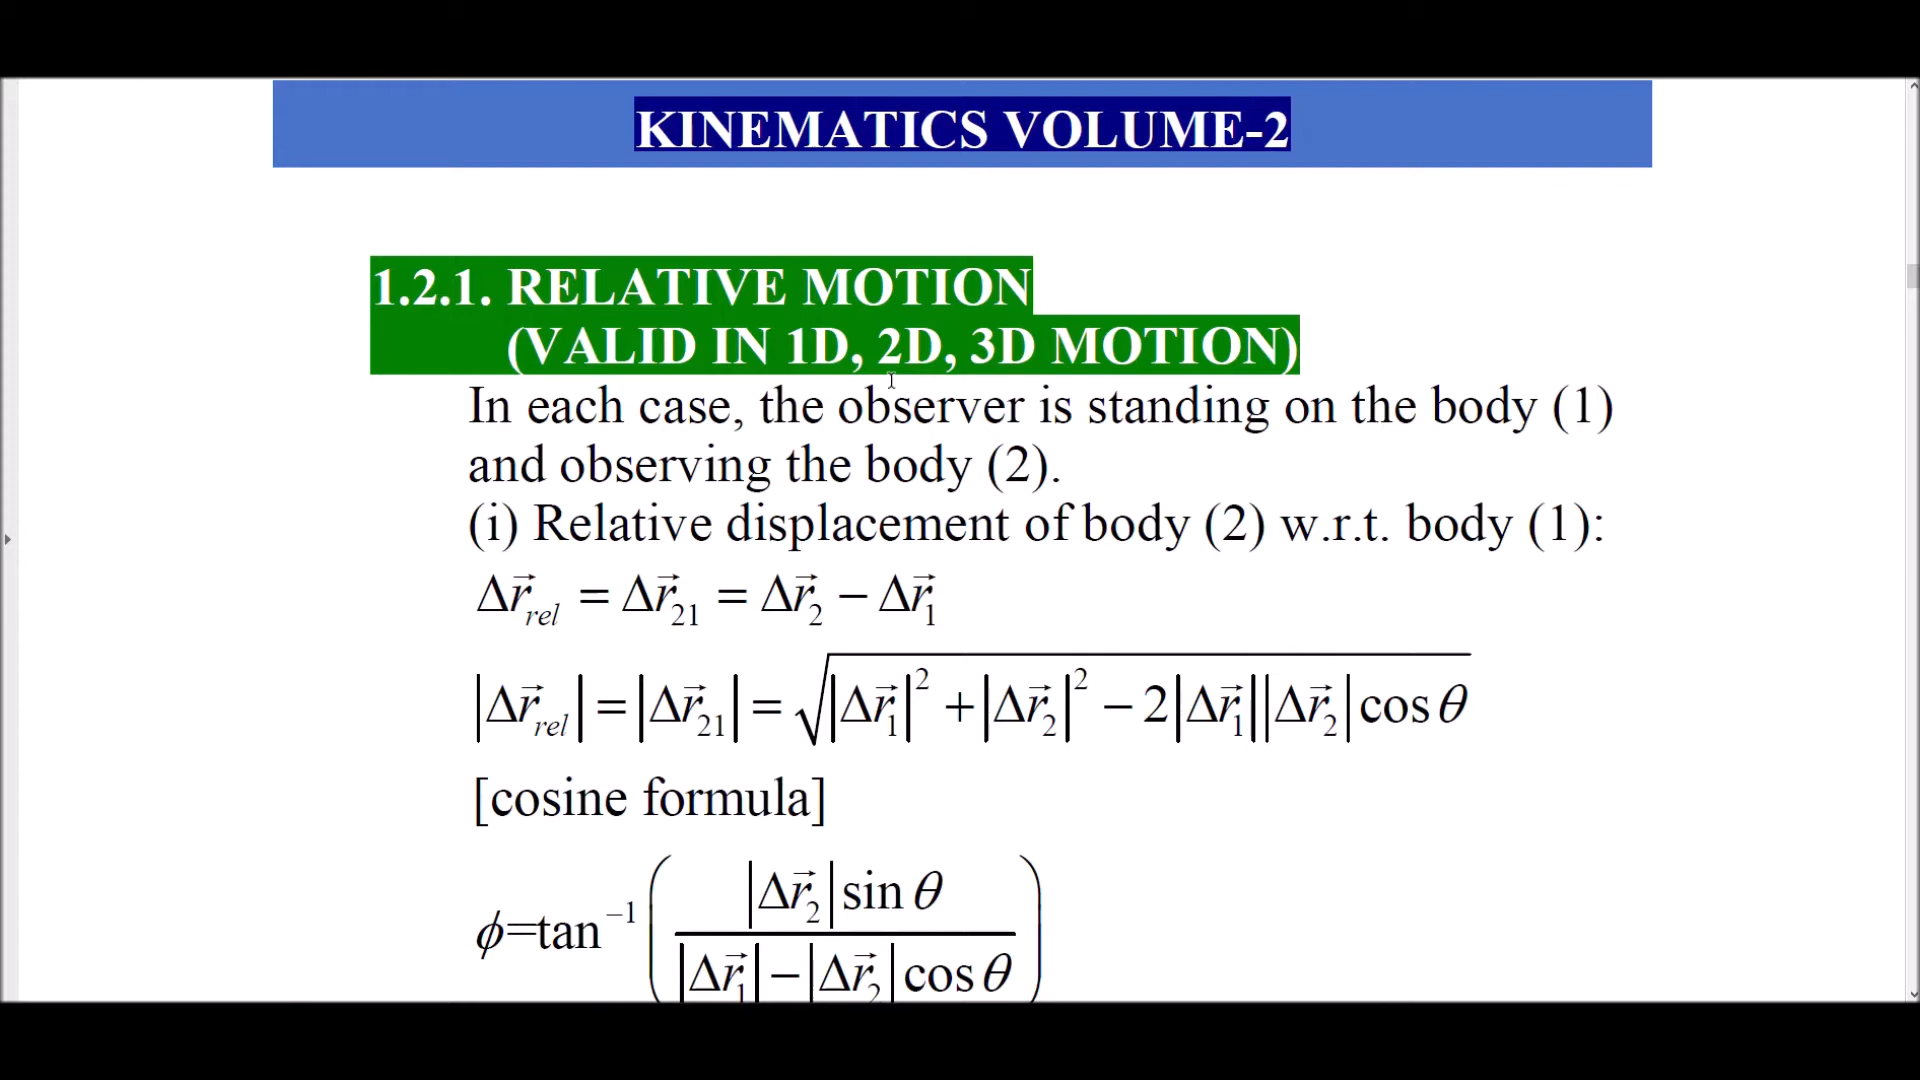 KINEMATICS VOLUME-2
1.2.1. RELATIVE MOTION
(VALID IN 1D, 2D, 3D MOTION)
In each case, the observer is standing on the body (1)
and observing the body (2).
(i) Relative displacement of body (2) w.r.t. body (1):
Δr⃗_rel = Δr⃗_21 = Δr⃗_2 − Δr⃗_1
|Δr⃗_rel| = |Δr⃗_21| = √(|Δr⃗_1|² + |Δr⃗_2|² − 2|Δr⃗_1||Δr⃗_2| cos θ)
[cosine formula]
ϕ=tan⁻¹ (|Δr⃗_2| sin θ / |Δr⃗_1| − |Δr⃗_2| cos θ)